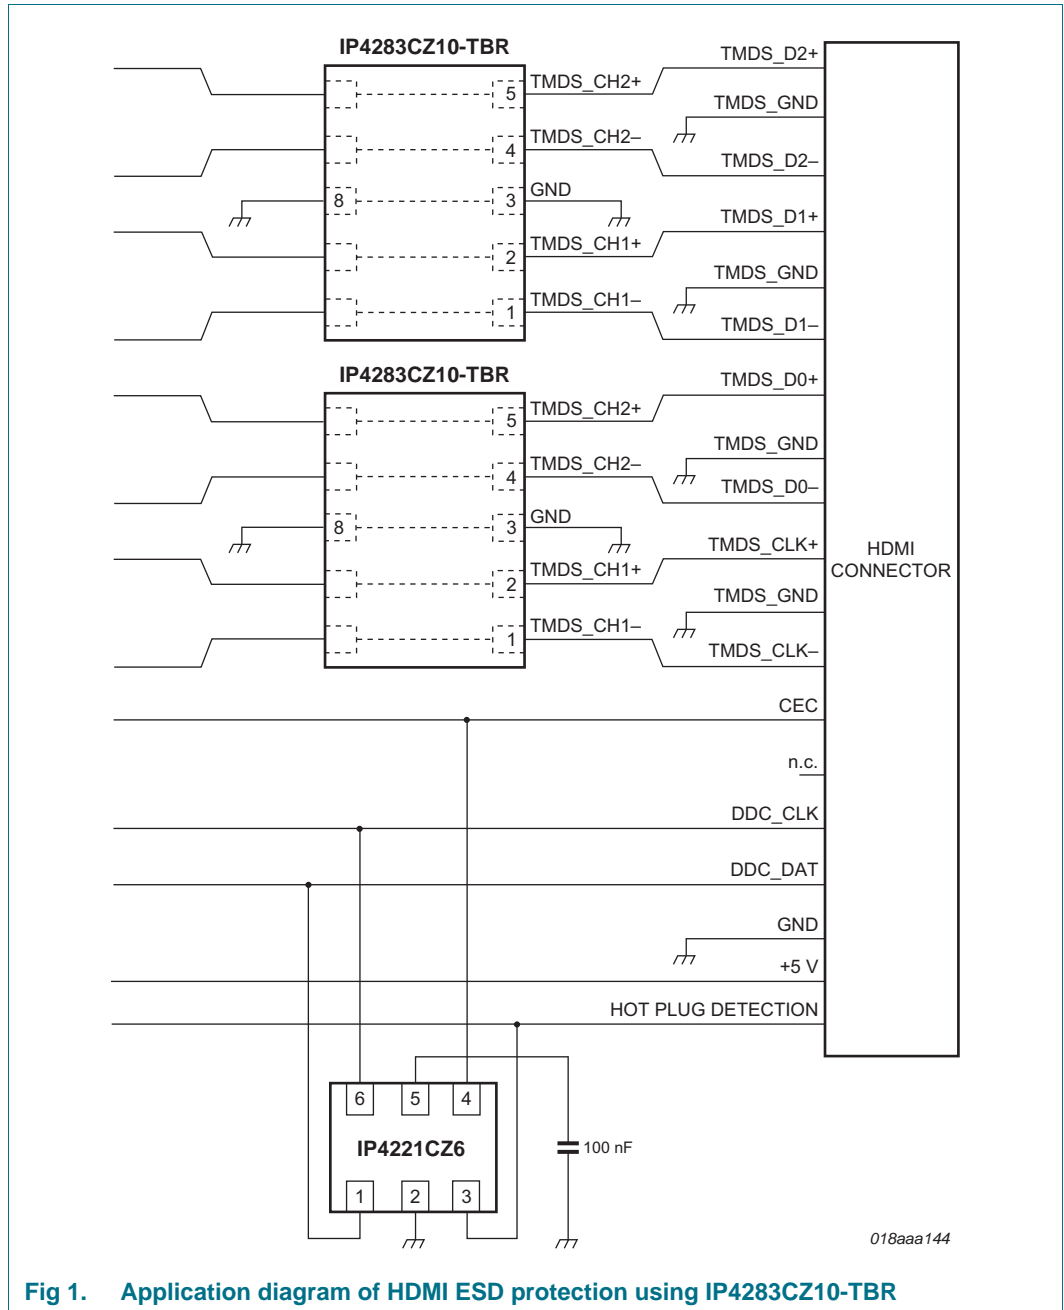 IP4283CZ10-TBR
TMDS_D2+
5 TMDS_CH2+
TMDS_GND
4 TMDS_CH2–
TMDS_D2–
8 3 GND
TMDS_D1+
2 TMDS_CH1+
TMDS_GND
1 TMDS_CH1–
TMDS_D1–
IP4283CZ10-TBR
TMDS_D0+
5 TMDS_CH2+
TMDS_GND
4 TMDS_CH2–
TMDS_D0–
8 3 GND
TMDS_CLK+
HDMI
CONNECTOR
2 TMDS_CH1+
TMDS_GND
1 TMDS_CH1–
TMDS_CLK–
CEC
n.c.
DDC_CLK
DDC_DAT
GND
+5 V
HOT PLUG DETECTION
6 5 4
IP4221CZ6
100 nF
1 2 3
018aaa144
Fig 1. Application diagram of HDMI ESD protection using IP4283CZ10-TBR